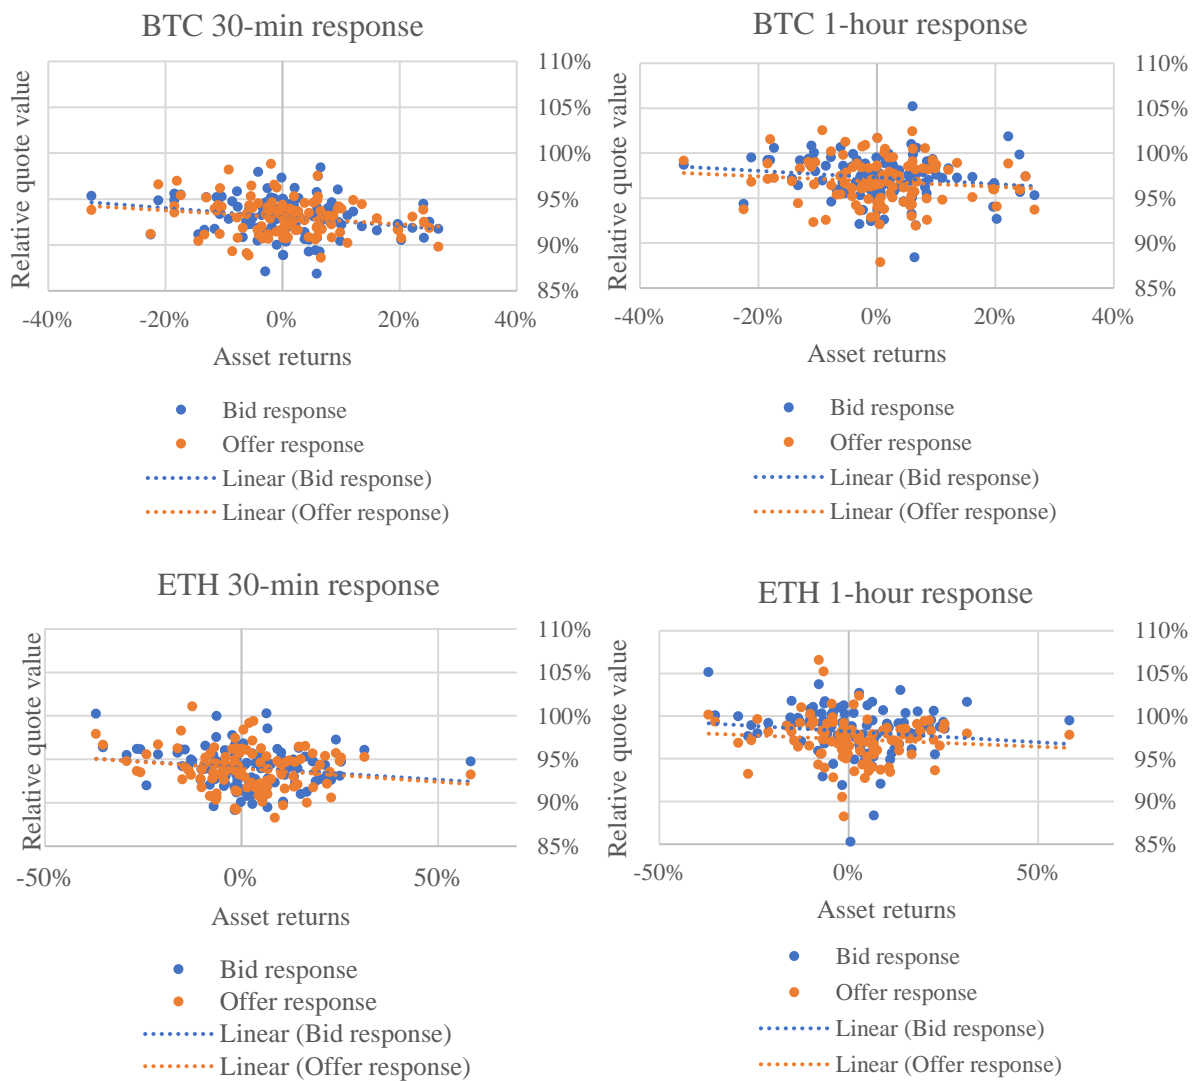 BTC 30-min response
Relative quote value
110%
105%
100%
95%
90%
85%
-40%
-20%
0%
20%
40%
Asset returns
Bid response
Offer response
Linear (Bid response)
Linear (Offer response)
BTC 1-hour response
Relative quote value
110%
105%
100%
95%
90%
85%
-40%
-20%
0%
20%
40%
Asset returns
Bid response
Offer response
Linear (Bid response)
Linear (Offer response)
ETH 30-min response
Relative quote value
110%
105%
100%
95%
90%
85%
-50%
0%
50%
Asset returns
Bid response
Offer response
Linear (Bid response)
Linear (Offer response)
ETH 1-hour response
Relative quote value
110%
105%
100%
95%
90%
85%
-50%
0%
50%
Asset returns
Bid response
Offer response
Linear (Bid response)
Linear (Offer response)